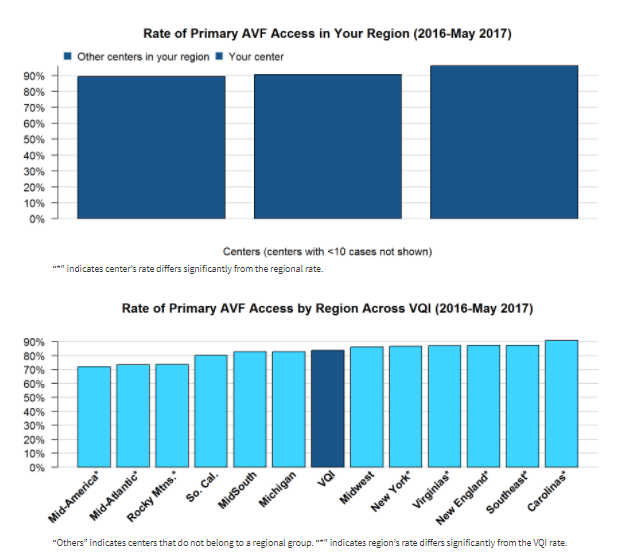 Rate of Primary AVF Access in Your Region (2016-May 2017)
Other centers in your region Your center
90%
80%
70%
60%
50%
40%
30%
20%
10%
0%
Centers (centers with <10 cases not shown)
"*" indicates center's rate differs significantly from the regional rate.
Rate of Primary AVF Access by Region Across VQI (2016-May 2017)
90%
80%
70%
60%
50%
40%
30%
20%
10%
0%
Mid-America*
Mid-Atlantic*
Rocky Mtns.*
So. Cal.
MidSouth
Michigan
VQI
Midwest
New York*
Virginias*
New England*
Southeast*
Carolinas*
"Others" indicates centers that do not belong to a regional group. "*" indicates region's rate differs significantly from the VQI rate.